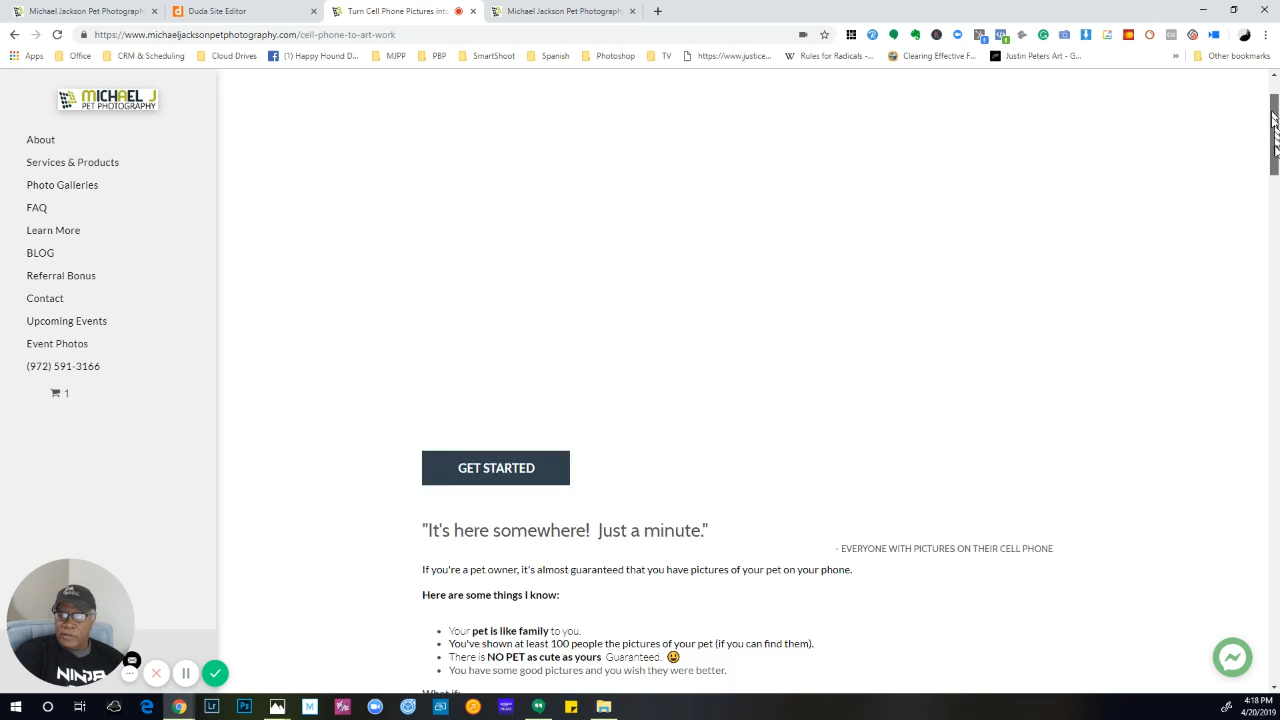 Michael Jackson Pet Photograph
Duda Site Editor
Turn Cell Phone Pictures into
Michael Jackson Pet Photograph
https://www.michaeljacksonpetphotography.com/cell-phone-to-art-work
Apps
Office
CRM & Scheduling
Cloud Drives
(1) Happy Hound D...
MJPP
PBP
SmartShoot
Spanish
Photoshop
TV
https://www.justice...
Rules for Radicals -...
Clearing Effective F...
Justin Peters Art - G...
»
Other bookmarks
MICHAEL J
PET PHOTOGRAPHY
About
Services & Products
Photo Galleries
FAQ
Learn More
BLOG
Referral Bonus
Contact
Upcoming Events
Event Photos
(972) 591-3166
1
GET STARTED
"It's here somewhere! Just a minute."
- EVERYONE WITH PICTURES ON THEIR CELL PHONE
If you're a pet owner, it's almost guaranteed that you have pictures of your pet on your phone.
Here are some things I know:
• Your pet is like family to you.
• You've shown at least 100 people the pictures of your pet (if you can find them).
• There is NO PET as cute as yours Guaranteed.
• You have some good pictures and you wish they were better.
What if:
NINJA
4:18 PM
4/20/2019